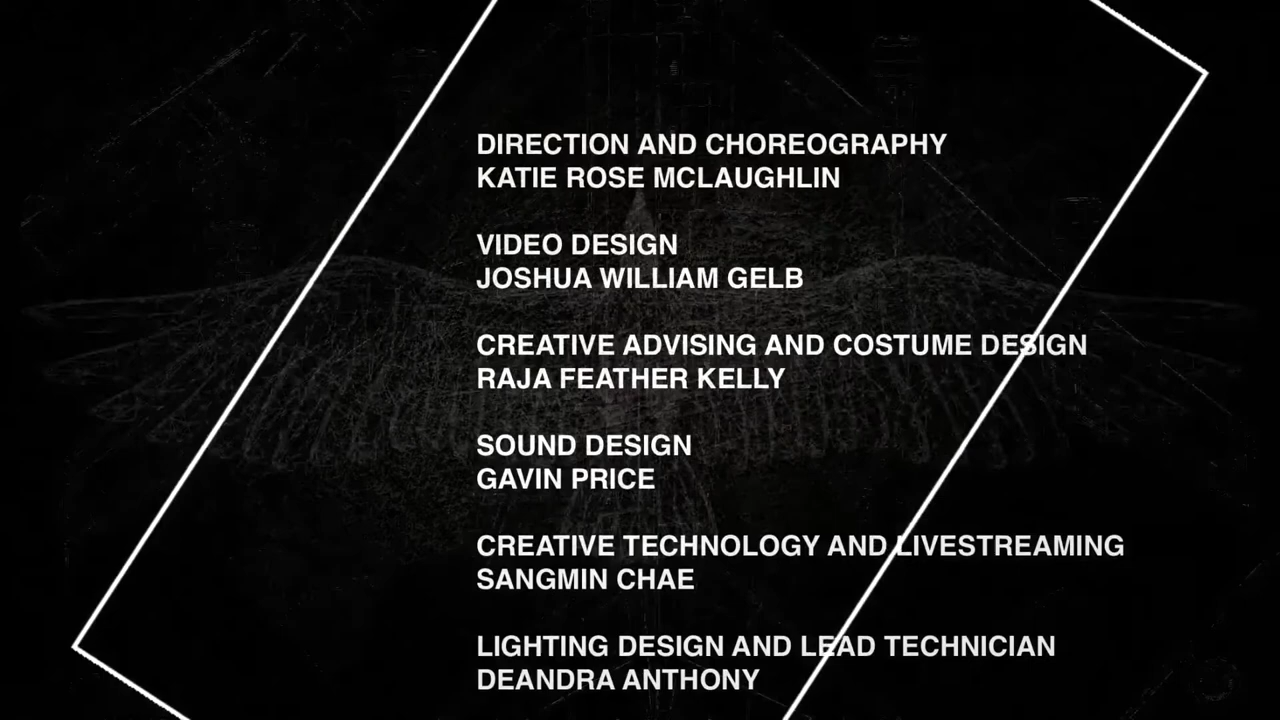 DIRECTION AND CHOREOGRAPHY
KATIE ROSE MCLAUGHLIN
VIDEO DESIGN
JOSHUA WILLIAM GELB
CREATIVE ADVISING AND COSTUME DESIGN
RAJA FEATHER KELLY
SOUND DESIGN
GAVIN PRICE
CREATIVE TECHNOLOGY AND LIVESTREAMING
SANGMIN CHAE
LIGHTING DESIGN AND LEAD TECHNICIAN
DEANDRA ANTHONY